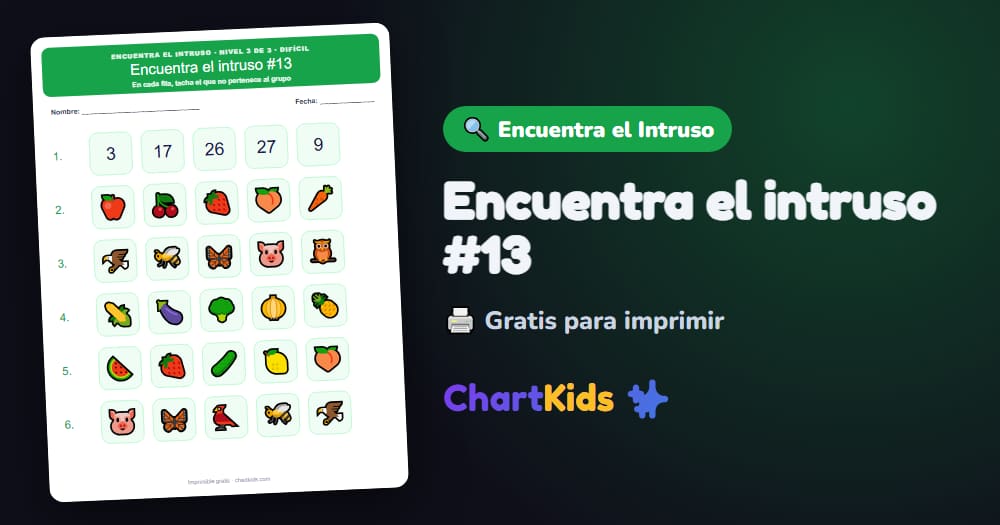 ENCUENTRA EL INTRUSO · NIVEL 3 DE 3 · DIFÍCIL
Encuentra el intruso #13
En cada fila, tacha el que no pertenece al grupo
Nombre: Fecha:
1. 3 17 26 27 9
2.
3.
4.
5.
6.
Imprimible gratis · chartkids.com
Encuentra el Intruso
Encuentra el intruso
#13
Gratis para imprimir
ChartKids